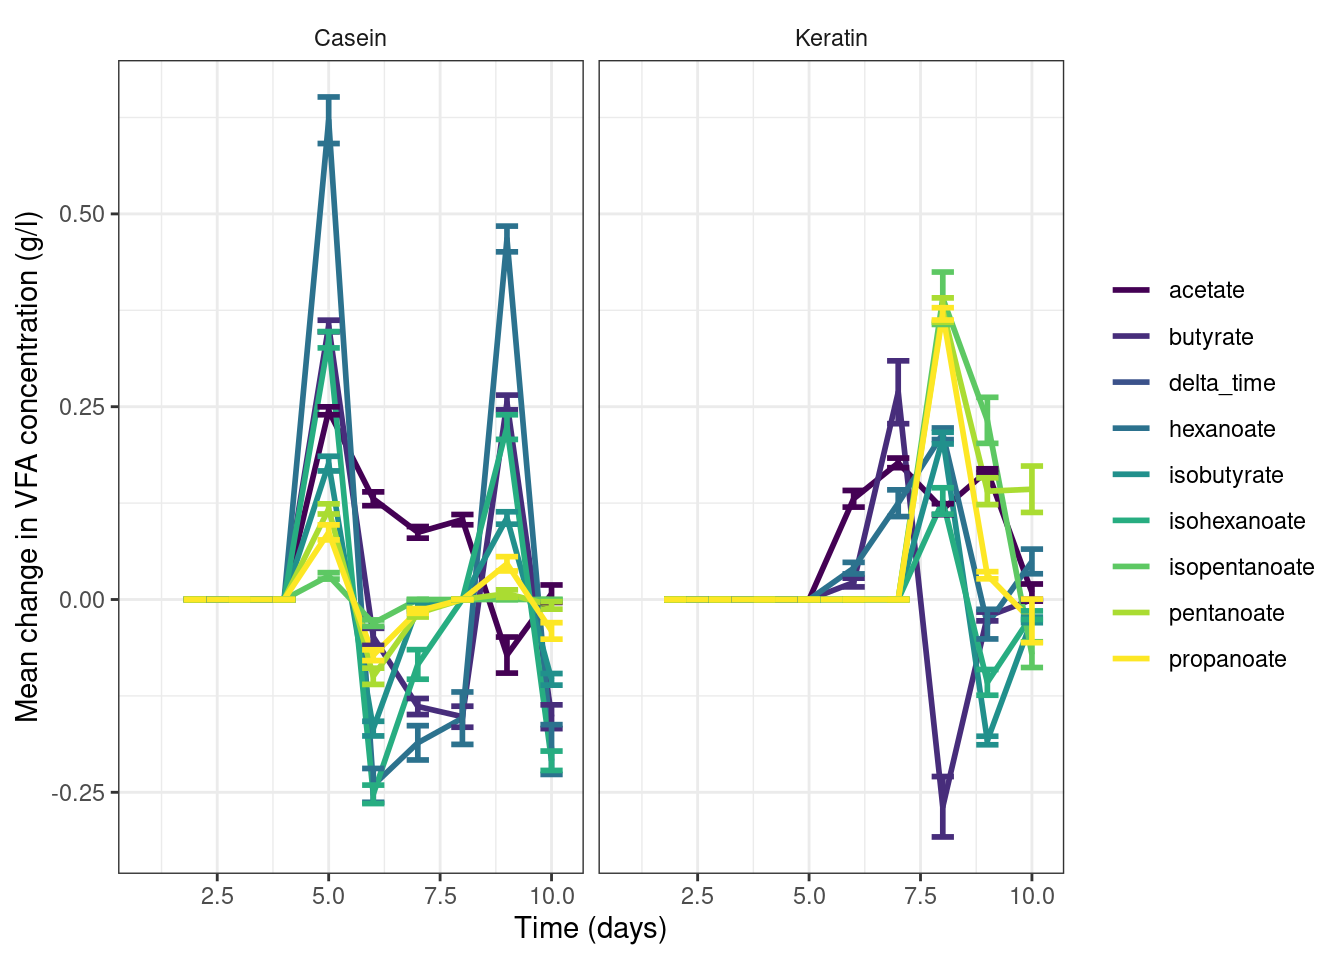 Casein
Keratin
Mean change in VFA concentration (g/l)
0.50
0.25
0.00
-0.25
2.5
5.0
7.5
10.0
2.5
5.0
7.5
10.0
Time (days)
acetate
butyrate
delta_time
hexanoate
isobutyrate
isohexanoate
isopentanoate
pentanoate
propanoate